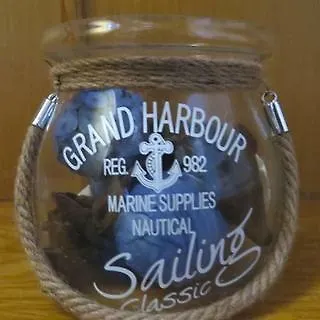 GRAND HARBOUR
REG. 982
MARINE SUPPLIES
NAUTICAL
Sailing
Classic